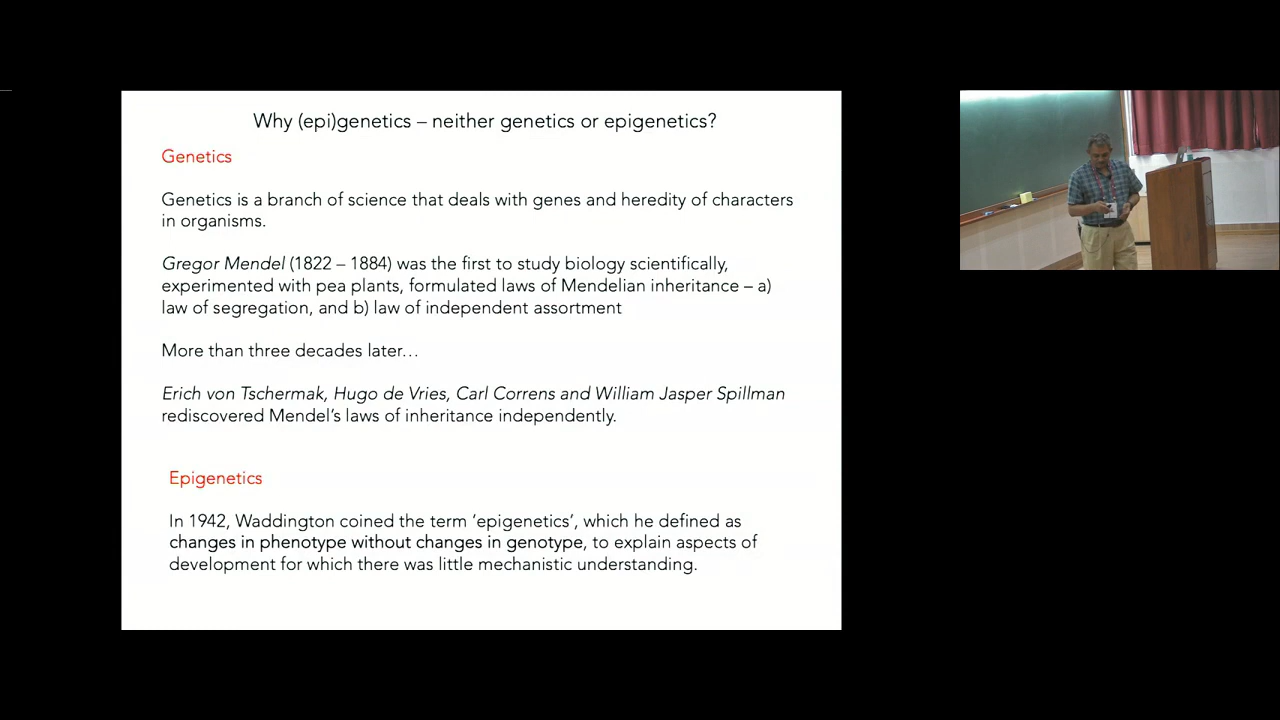 Why (epi)genetics – neither genetics or epigenetics?
Genetics
Genetics is a branch of science that deals with genes and heredity of characters
in organisms.
Gregor Mendel (1822 – 1884) was the first to study biology scientifically,
experimented with pea plants, formulated laws of Mendelian inheritance – a)
law of segregation, and b) law of independent assortment
More than three decades later…
Erich von Tschermak, Hugo de Vries, Carl Correns and William Jasper Spillman
rediscovered Mendel’s laws of inheritance independently.
Epigenetics
In 1942, Waddington coined the term ‘epigenetics’, which he defined as
changes in phenotype without changes in genotype, to explain aspects of
development for which there was little mechanistic understanding.